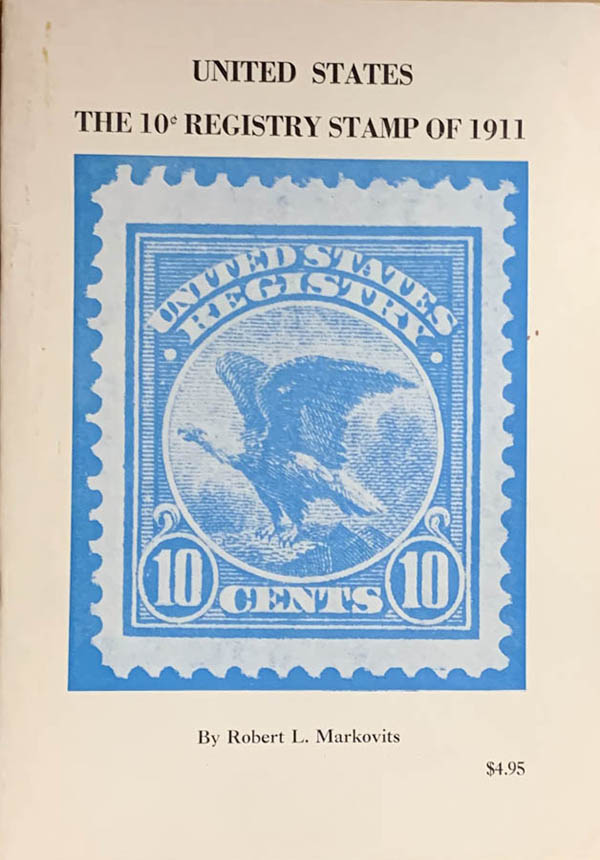 UNITED STATES
THE 10¢ REGISTRY STAMP OF 1911
UNITED STATES
REGISTRY
10 CENTS 10
By Robert L. Markovits
$4.95